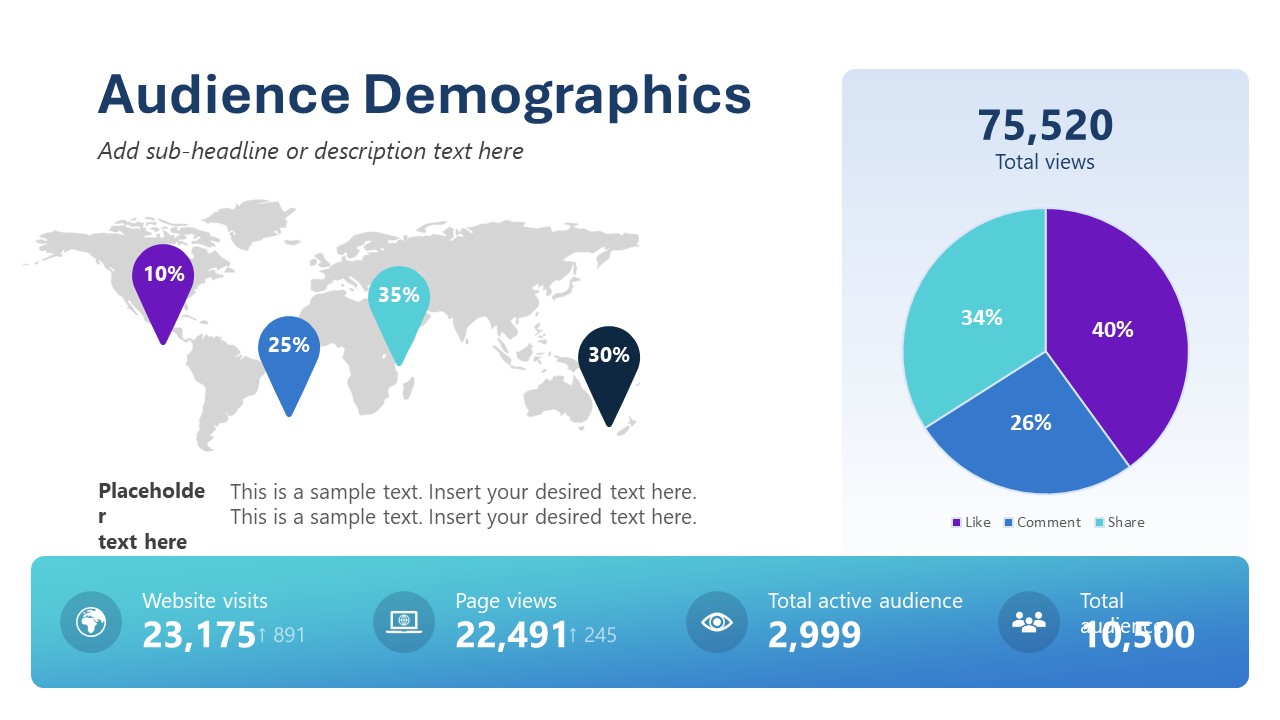 Audience Demographics
Add sub-headline or description text here
10%
25%
35%
30%
Placeholde
r
text here
This is a sample text. Insert your desired text here.
This is a sample text. Insert your desired text here.
75,520
Total views
34%
40%
26%
Like Comment Share
Website visits
23,175 ↑ 891
Page views
22,491 ↑ 245
Total active audience
2,999
Total
audience
10,500